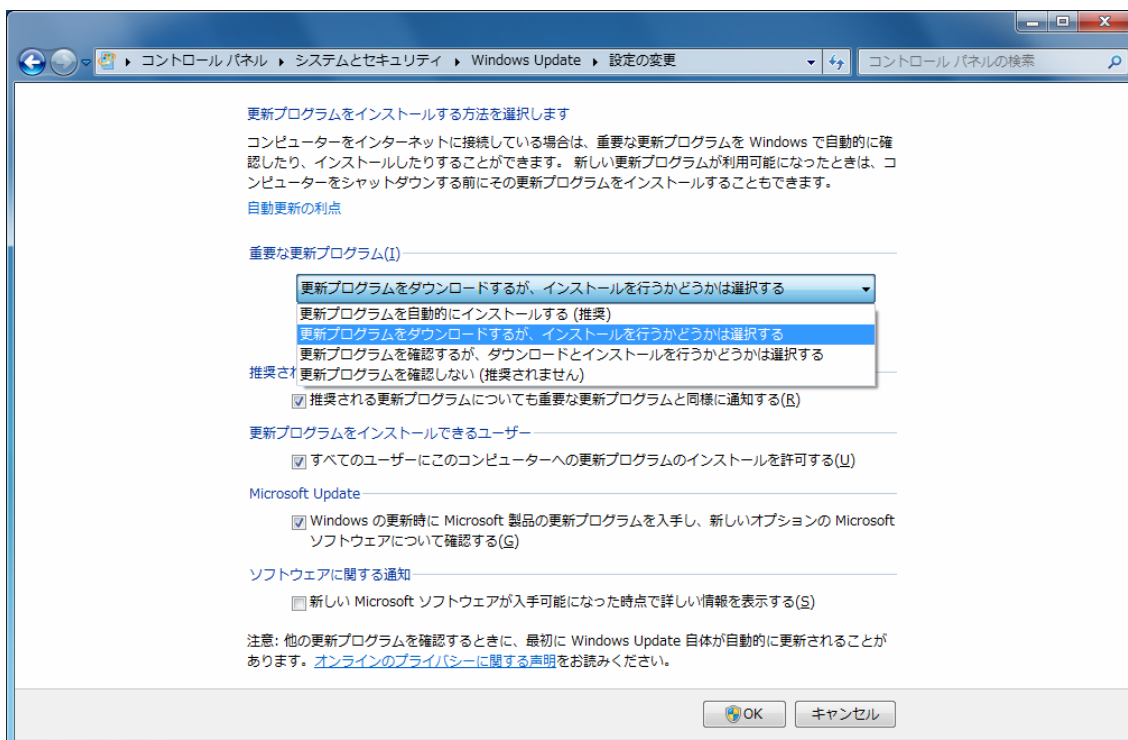 コントロール パネル ▸ システムとセキュリティ ▸ Windows Update ▸ 設定の変更
コントロール パネルの検索
更新プログラムをインストールする方法を選択します
コンピューターをインターネットに接続している場合は、重要な更新プログラムを Windows で自動的に確
認したり、インストールしたりすることができます。 新しい更新プログラムが利用可能になったときは、コ
ンピューターをシャットダウンする前にその更新プログラムをインストールすることもできます。
自動更新の利点
重要な更新プログラム(I)
更新プログラムをダウンロードするが、インストールを行うかどうかは選択する
更新プログラムを自動的にインストールする (推奨)
更新プログラムをダウンロードするが、インストールを行うかどうかは選択する
更新プログラムを確認するが、ダウンロードとインストールを行うかどうかは選択する
更新プログラムを確認しない (推奨されません)
推奨され
推奨される更新プログラムについても重要な更新プログラムと同様に通知する(R)
更新プログラムをインストールできるユーザー
すべてのユーザーにこのコンピューターへの更新プログラムのインストールを許可する(U)
Microsoft Update
Windows の更新時に Microsoft 製品の更新プログラムを入手し、新しいオプションの Microsoft
ソフトウェアについて確認する(G)
ソフトウェアに関する通知
新しい Microsoft ソフトウェアが入手可能になった時点で詳しい情報を表示する(S)
注意: 他の更新プログラムを確認するときに、最初に Windows Update 自体が自動的に更新されることが
あります。オンラインのプライバシーに関する声明をお読みください。
OK
キャンセル